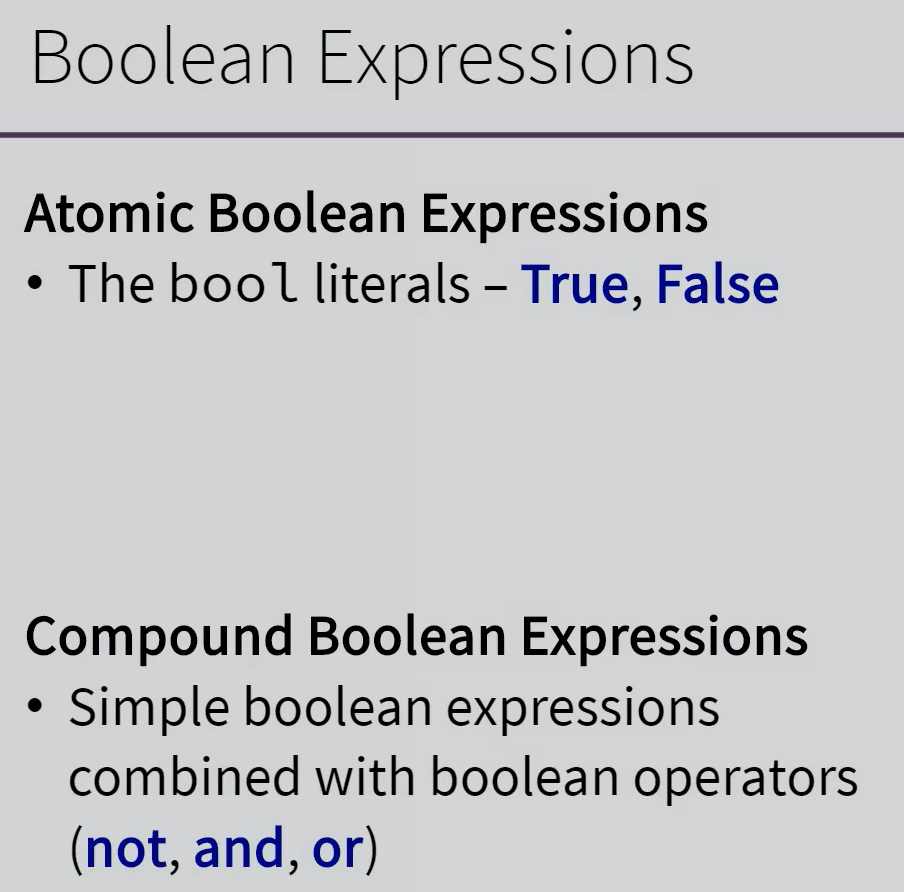 Boolean Expressions
Atomic Boolean Expressions
• The bool literals – True, False
Compound Boolean Expressions
• Simple boolean expressions
combined with boolean operators
(not, and, or)